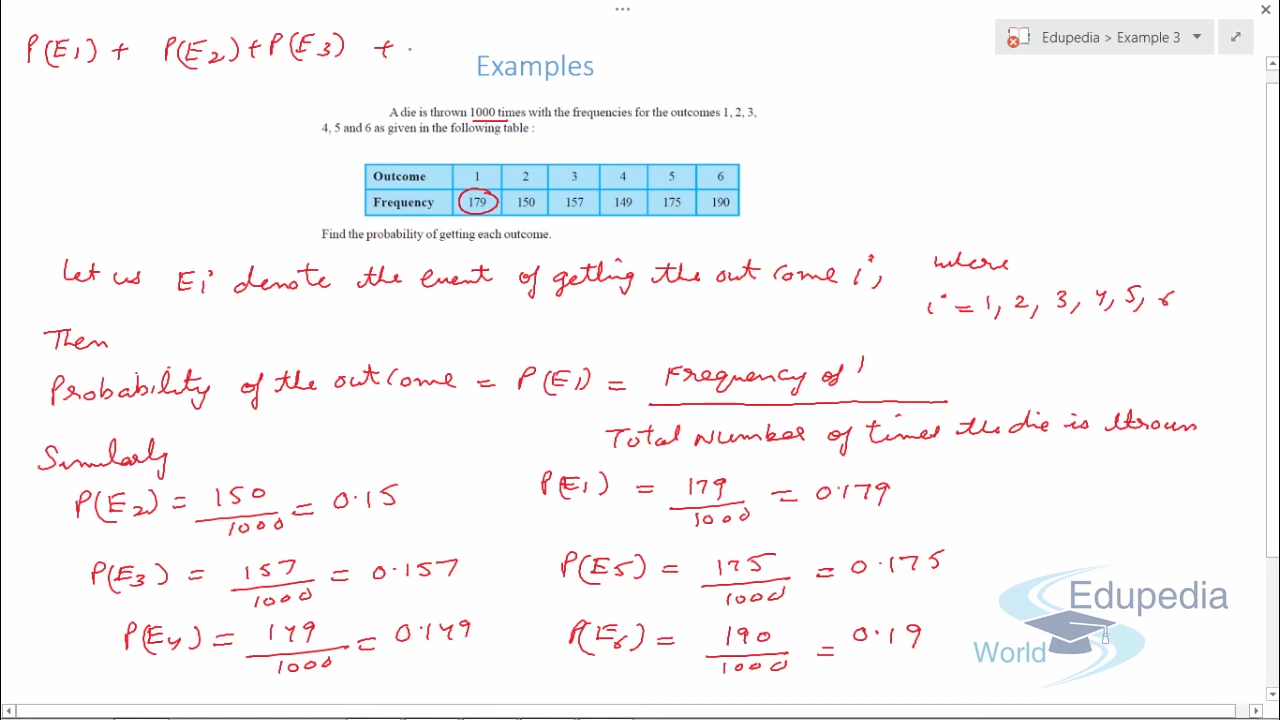 P(E1) + P(E2) + P(E3) + .
Edupedia > Example 3
Examples
A die is thrown 1000 times with the frequencies for the outcomes 1, 2, 3,
4, 5 and 6 as given in the following table :
Outcome 1 2 3 4 5 6
Frequency 179 150 157 149 175 190
Find the probability of getting each outcome.
Let us Ei denote the event of getting the out come i, where
i = 1, 2, 3, 4, 5, 6
Then
Probability of the outcome = P(E1) = Frequency of 1
Total Number of times the die is thrown
Similarly
P(E1) = 179/1000 = 0.179
P(E2) = 150/1000 = 0.15
P(E3) = 157/1000 = 0.157
P(E5) = 175/1000 = 0.175
P(E4) = 149/1000 = 0.149
P(E6) = 190/1000 = 0.19
Edupedia
World